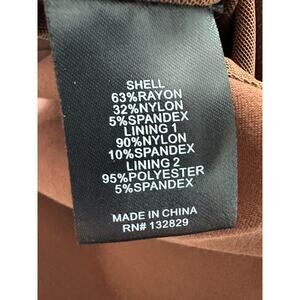 SHELL
63%RAYON
32%NYLON
5%SPANDEX
LINING 1
90%NYLON
10%SPANDEX
LINING 2
95%POLYESTER
5%SPANDEX
MADE IN CHINA
RN# 132829